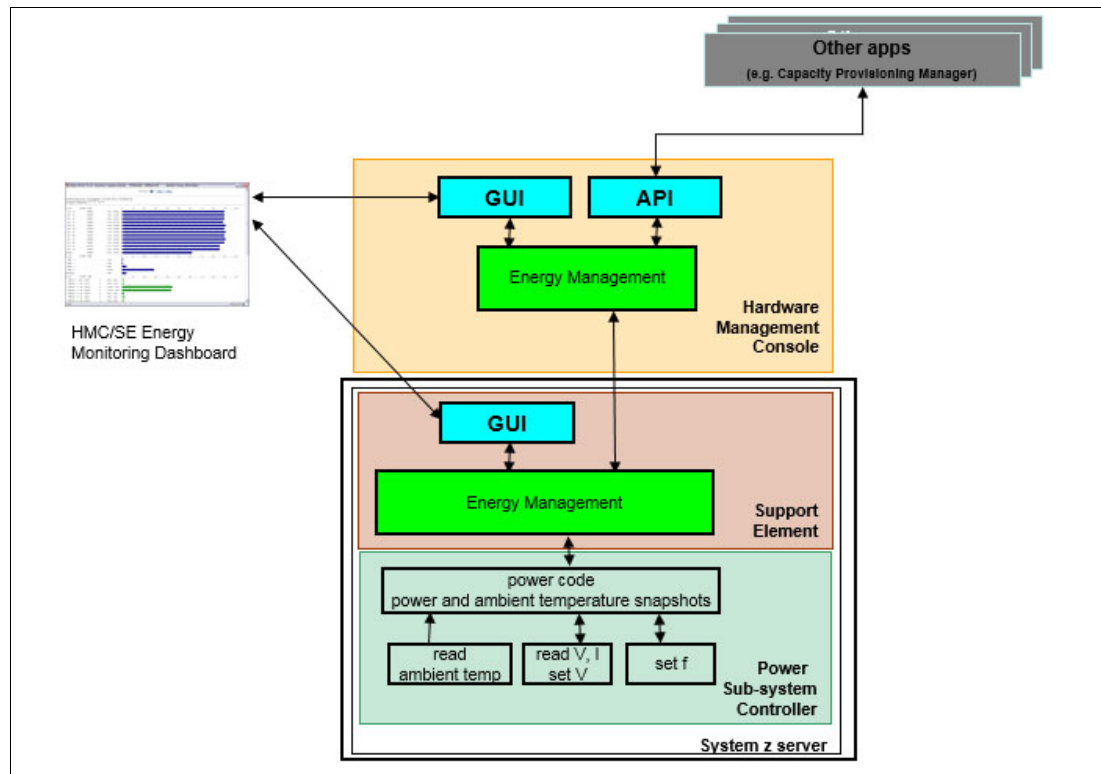 Other apps
(e.g. Capacity Provisioning Manager)
GUI
API
Energy Management
Hardware
Management
Console
HMC/SE Energy
Monitoring Dashboard
GUI
Energy Management
Support
Element
power code
power and ambient temperature snapshots
read
ambient temp
read V, I
set V
set f
Power
Sub-system
Controller
System z server